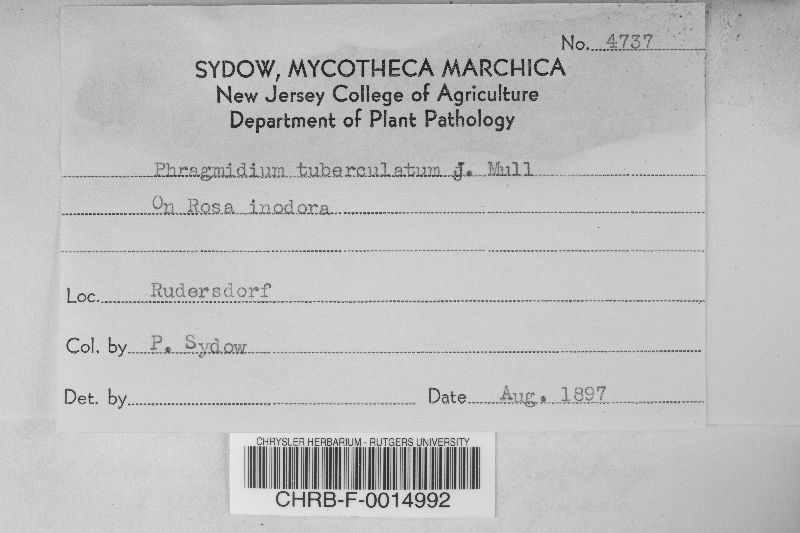 No. 4737
SYDOW, MYCOTHECA MARCHICA
New Jersey College of Agriculture
Department of Plant Pathology
Phragmidium tuberculatum J. Mull
On Rosa inodora
Loc. Rudersdorf
Col. by P. Sydow
Det. by Date Aug. 1897
CHRYSLER HERBARIUM - RUTGERS UNIVERSITY
CHRB-F-0014992